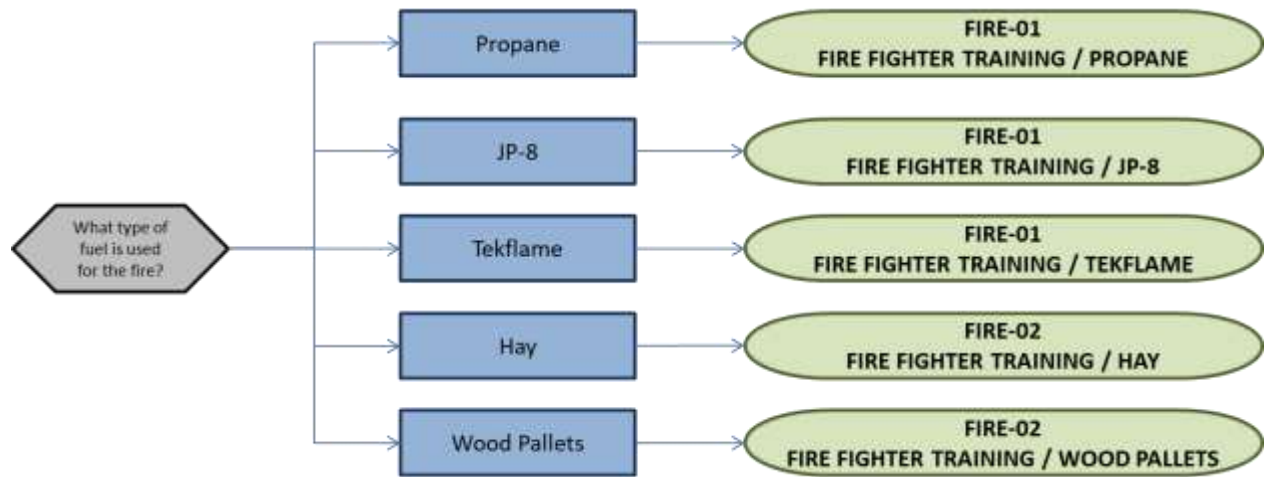 Propane
FIRE-01
FIRE FIGHTER TRAINING / PROPANE
JP-8
FIRE-01
FIRE FIGHTER TRAINING / JP-8
What type of
fuel is used
for the fire?
Tekflame
FIRE-01
FIRE FIGHTER TRAINING / TEKFLAME
Hay
FIRE-02
FIRE FIGHTER TRAINING / HAY
Wood Pallets
FIRE-02
FIRE FIGHTER TRAINING / WOOD PALLETS